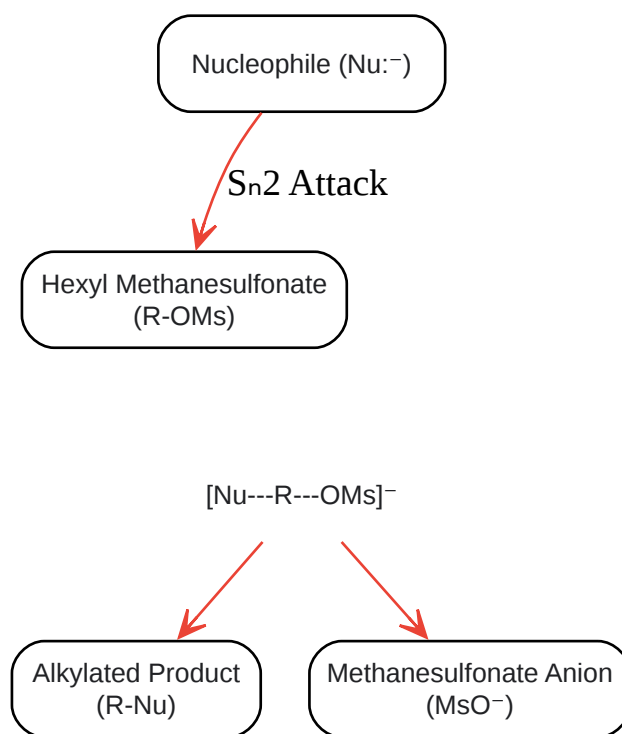 Nucleophile (Nu:⁻)
Sₙ2 Attack
Hexyl Methanesulfonate
(R-OMs)
[Nu---R---OMs]⁻
Alkylated Product
(R-Nu)
Methanesulfonate Anion
(MsO⁻)